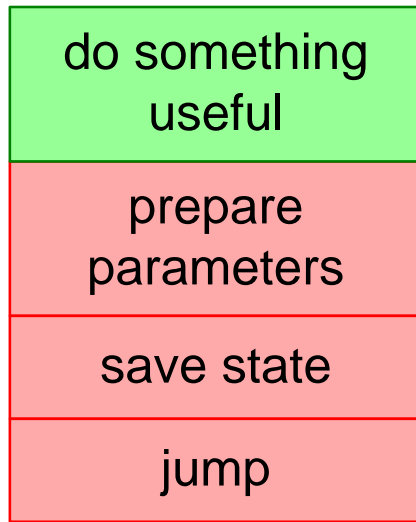 do something
useful
prepare
parameters
save state
jump